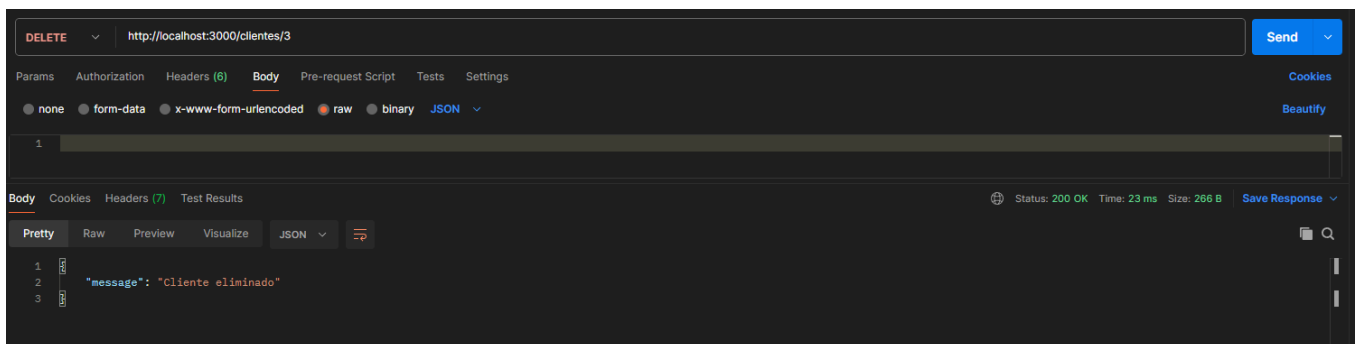 DELETE http://localhost:3000/clientes/3 Send
Params Authorization Headers (6) Body Pre-request Script Tests Settings Cookies
none form-data x-www-form-urlencoded raw binary JSON Beautify
1
Body Cookies Headers (7) Test Results Status: 200 OK Time: 23 ms Size: 266 B Save Response
Pretty Raw Preview Visualize JSON
1 {
2 "message": "Cliente eliminado"
3 }